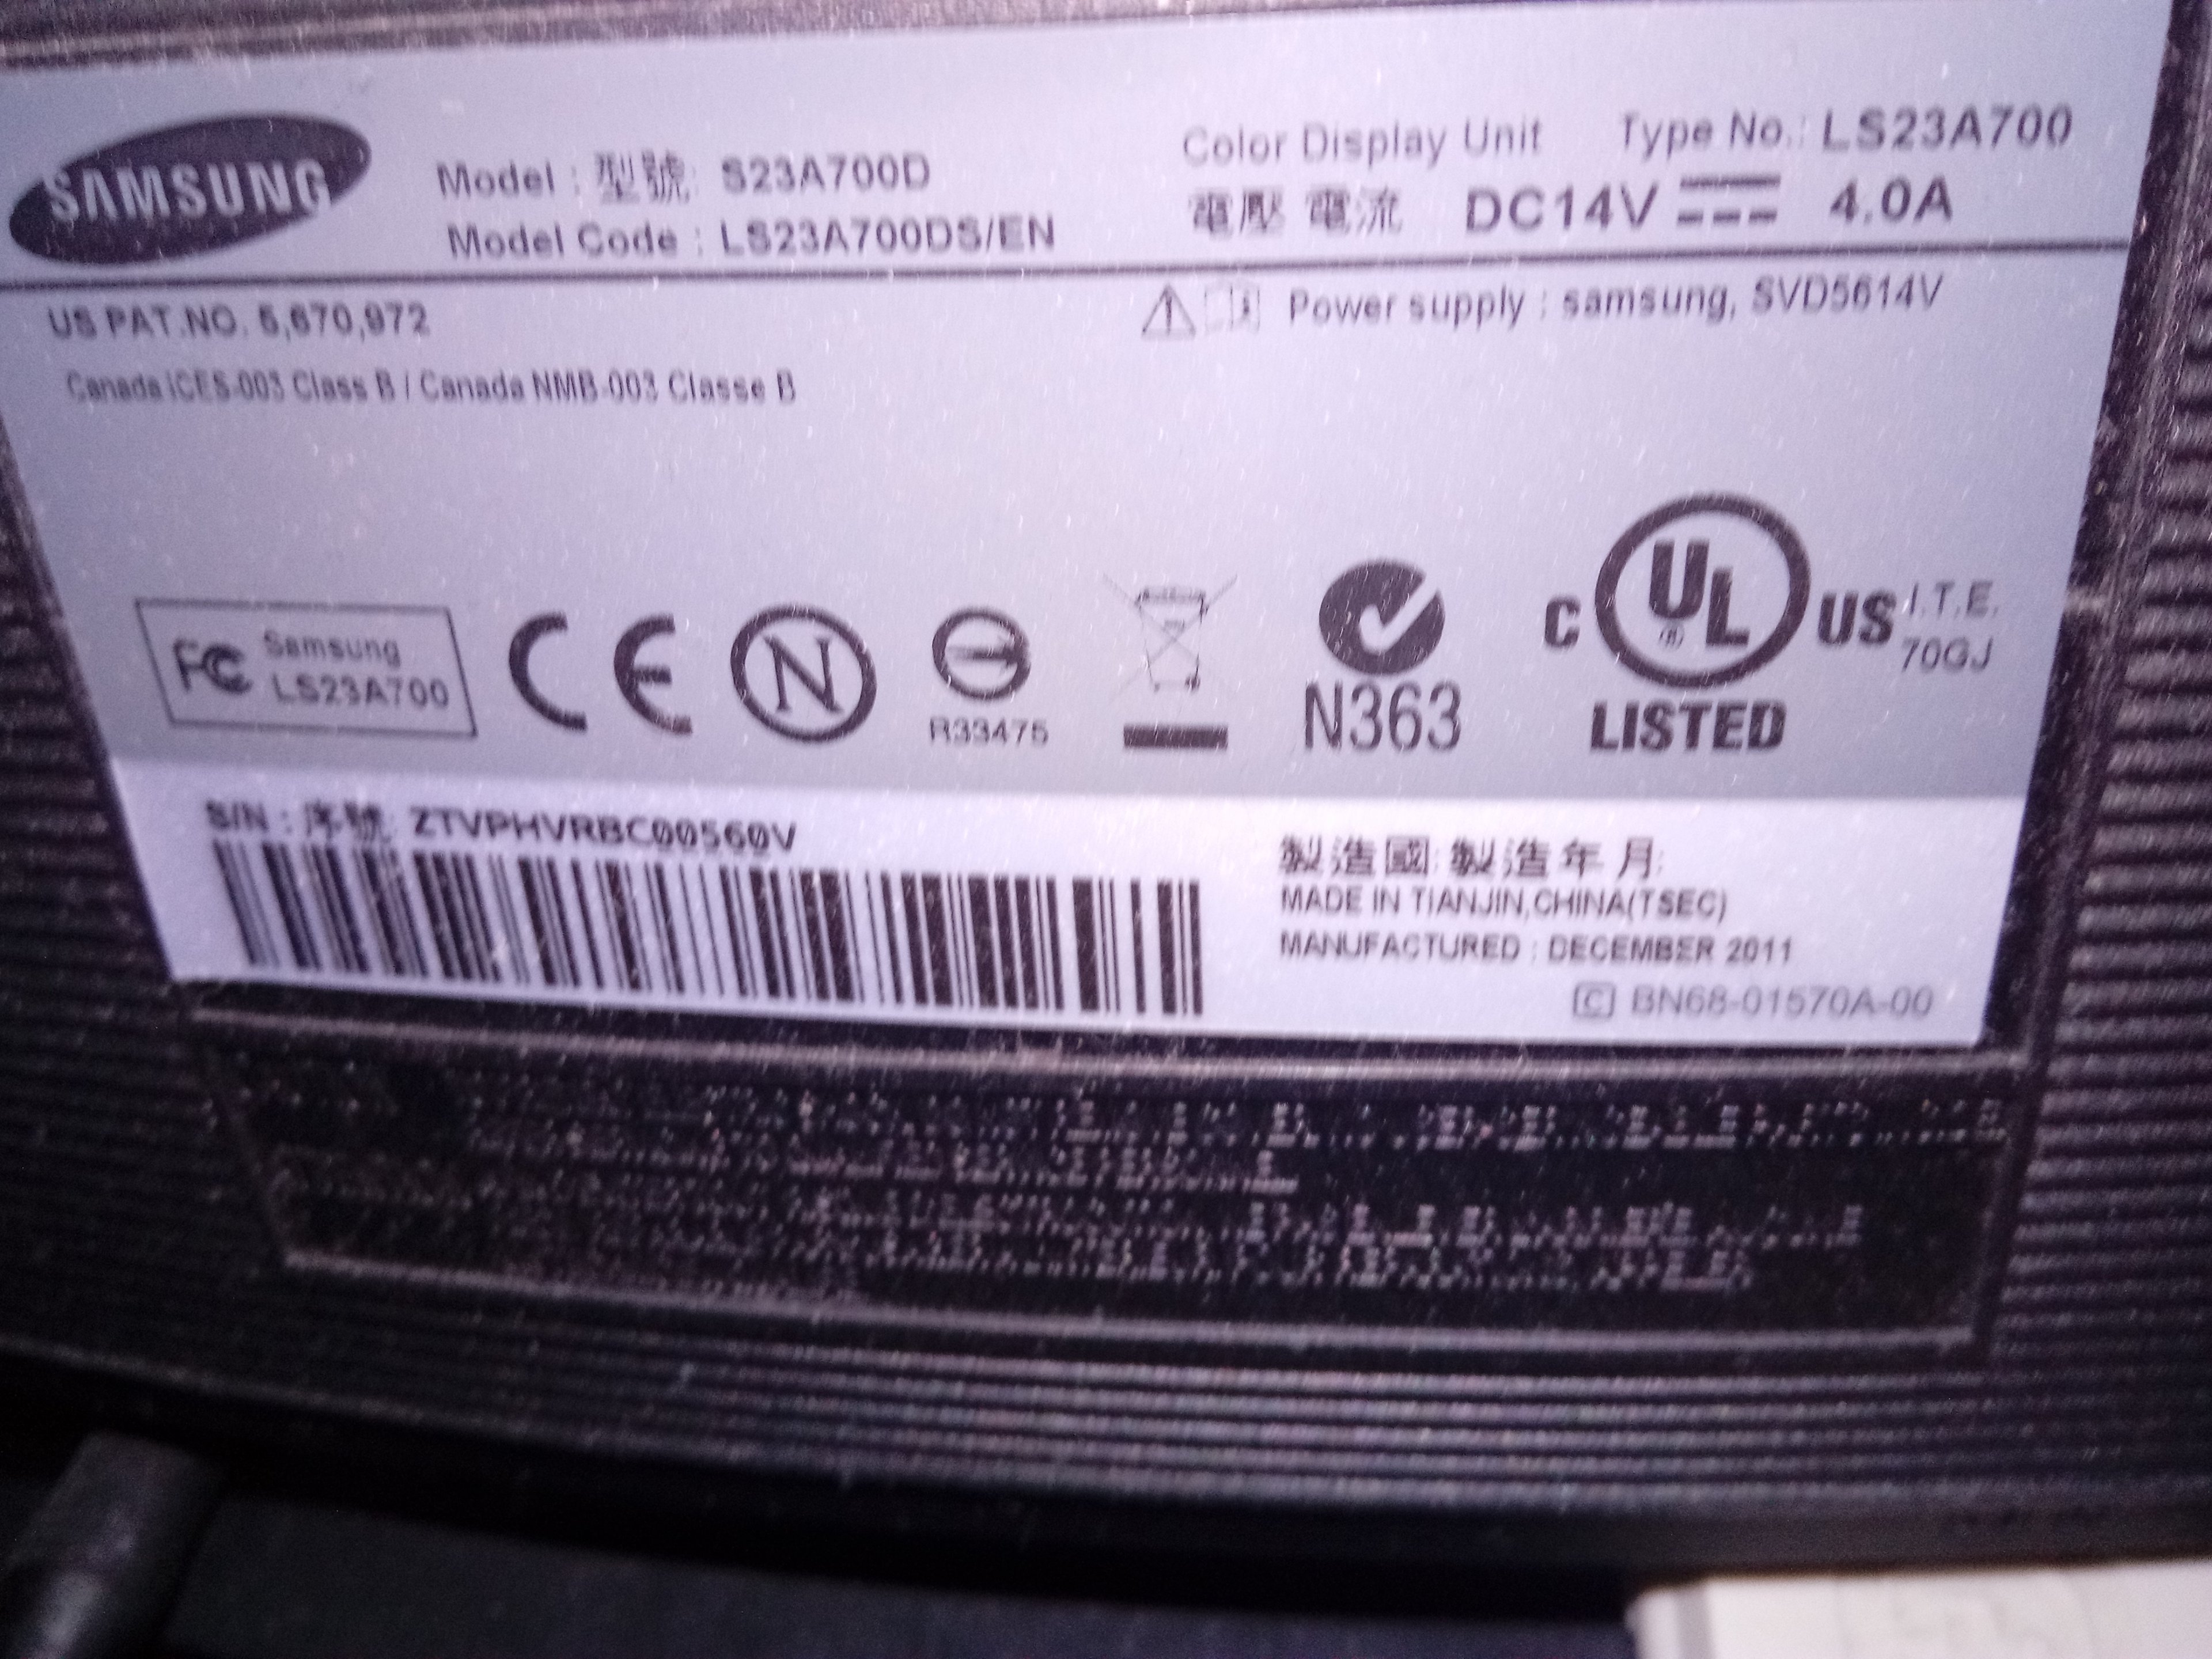 SAMSUNG
Model : 型號: S23A700D
Model Code : LS23A700DS/EN
Color Display Unit Type No.: LS23A700
電壓 電流 DC14V 4.0A
US PAT.NO. 5,670,972
Power supply : samsung, SVD5614V
Canada ICES-003 Class B / Canada NMB-003 Classe B
FC Samsung
LS23A700
CE
N
R33475
N363
C UL ® US
LISTED
I.T.E.
70GJ
S/N : 序號: ZTVPHVRBC00560V
製造國: 製造年月:
MADE IN TIANJIN,CHINA(TSEC)
MANUFACTURED : DECEMBER 2011
C BN68-01570A-00